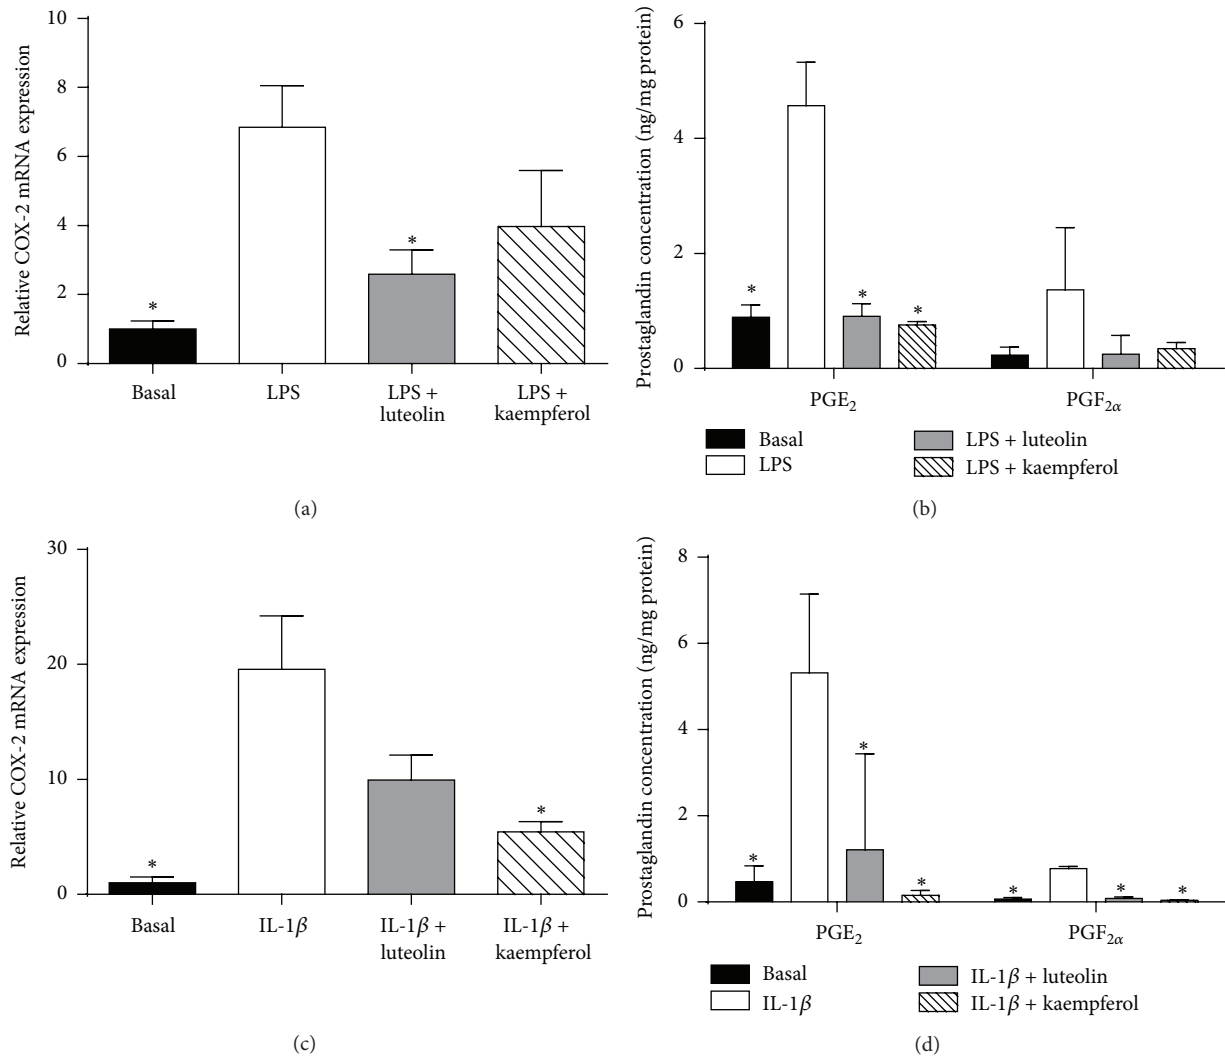 Relative COX-2 mRNA expression
10
8
6
4
2
0
*
*
Basal
LPS
LPS +
luteolin
LPS +
kaempferol
(a)
Prostaglandin concentration (ng/mg protein)
6
4
2
0
*
*
*
PGE₂
PGF₂α
Basal
LPS
LPS + luteolin
LPS + kaempferol
(b)
Relative COX-2 mRNA expression
30
20
10
0
*
*
Basal
IL-1β
IL-1β +
luteolin
IL-1β +
kaempferol
(c)
Prostaglandin concentration (ng/mg protein)
8
6
4
2
0
*
*
*
*
*
*
PGE₂
PGF₂α
Basal
IL-1β
IL-1β + luteolin
IL-1β + kaempferol
(d)